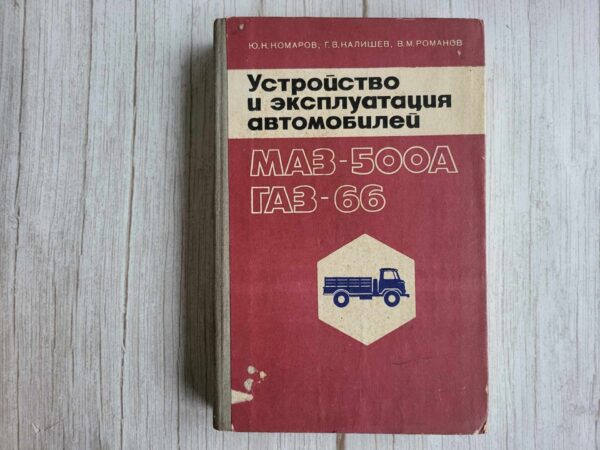 Ю.Н.КОМАРОВ, Г.В.КАЛИШЕВ, В.М.РОМАНОВ
Устройство
и эксплуатация
автомобилей
МАЗ-500А
ГАЗ-66